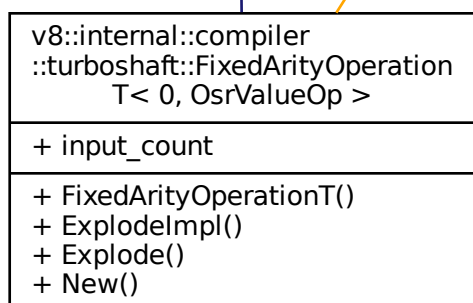 v8::internal::compiler
::turboshaft::FixedArityOperation
T< 0, OsrValueOp >
+ input_count
+ FixedArityOperationT()
+ ExplodeImpl()
+ Explode()
+ New()